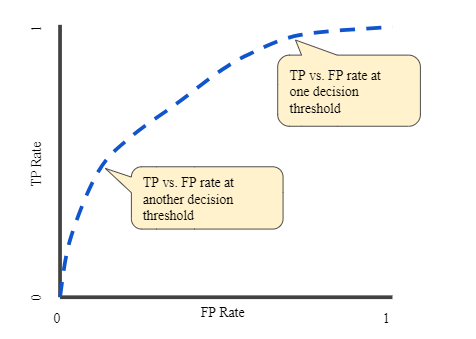 1
TP vs. FP rate at
one decision
threshold
TP Rate
TP vs. FP rate at
another decision
threshold
0
0
FP Rate
1